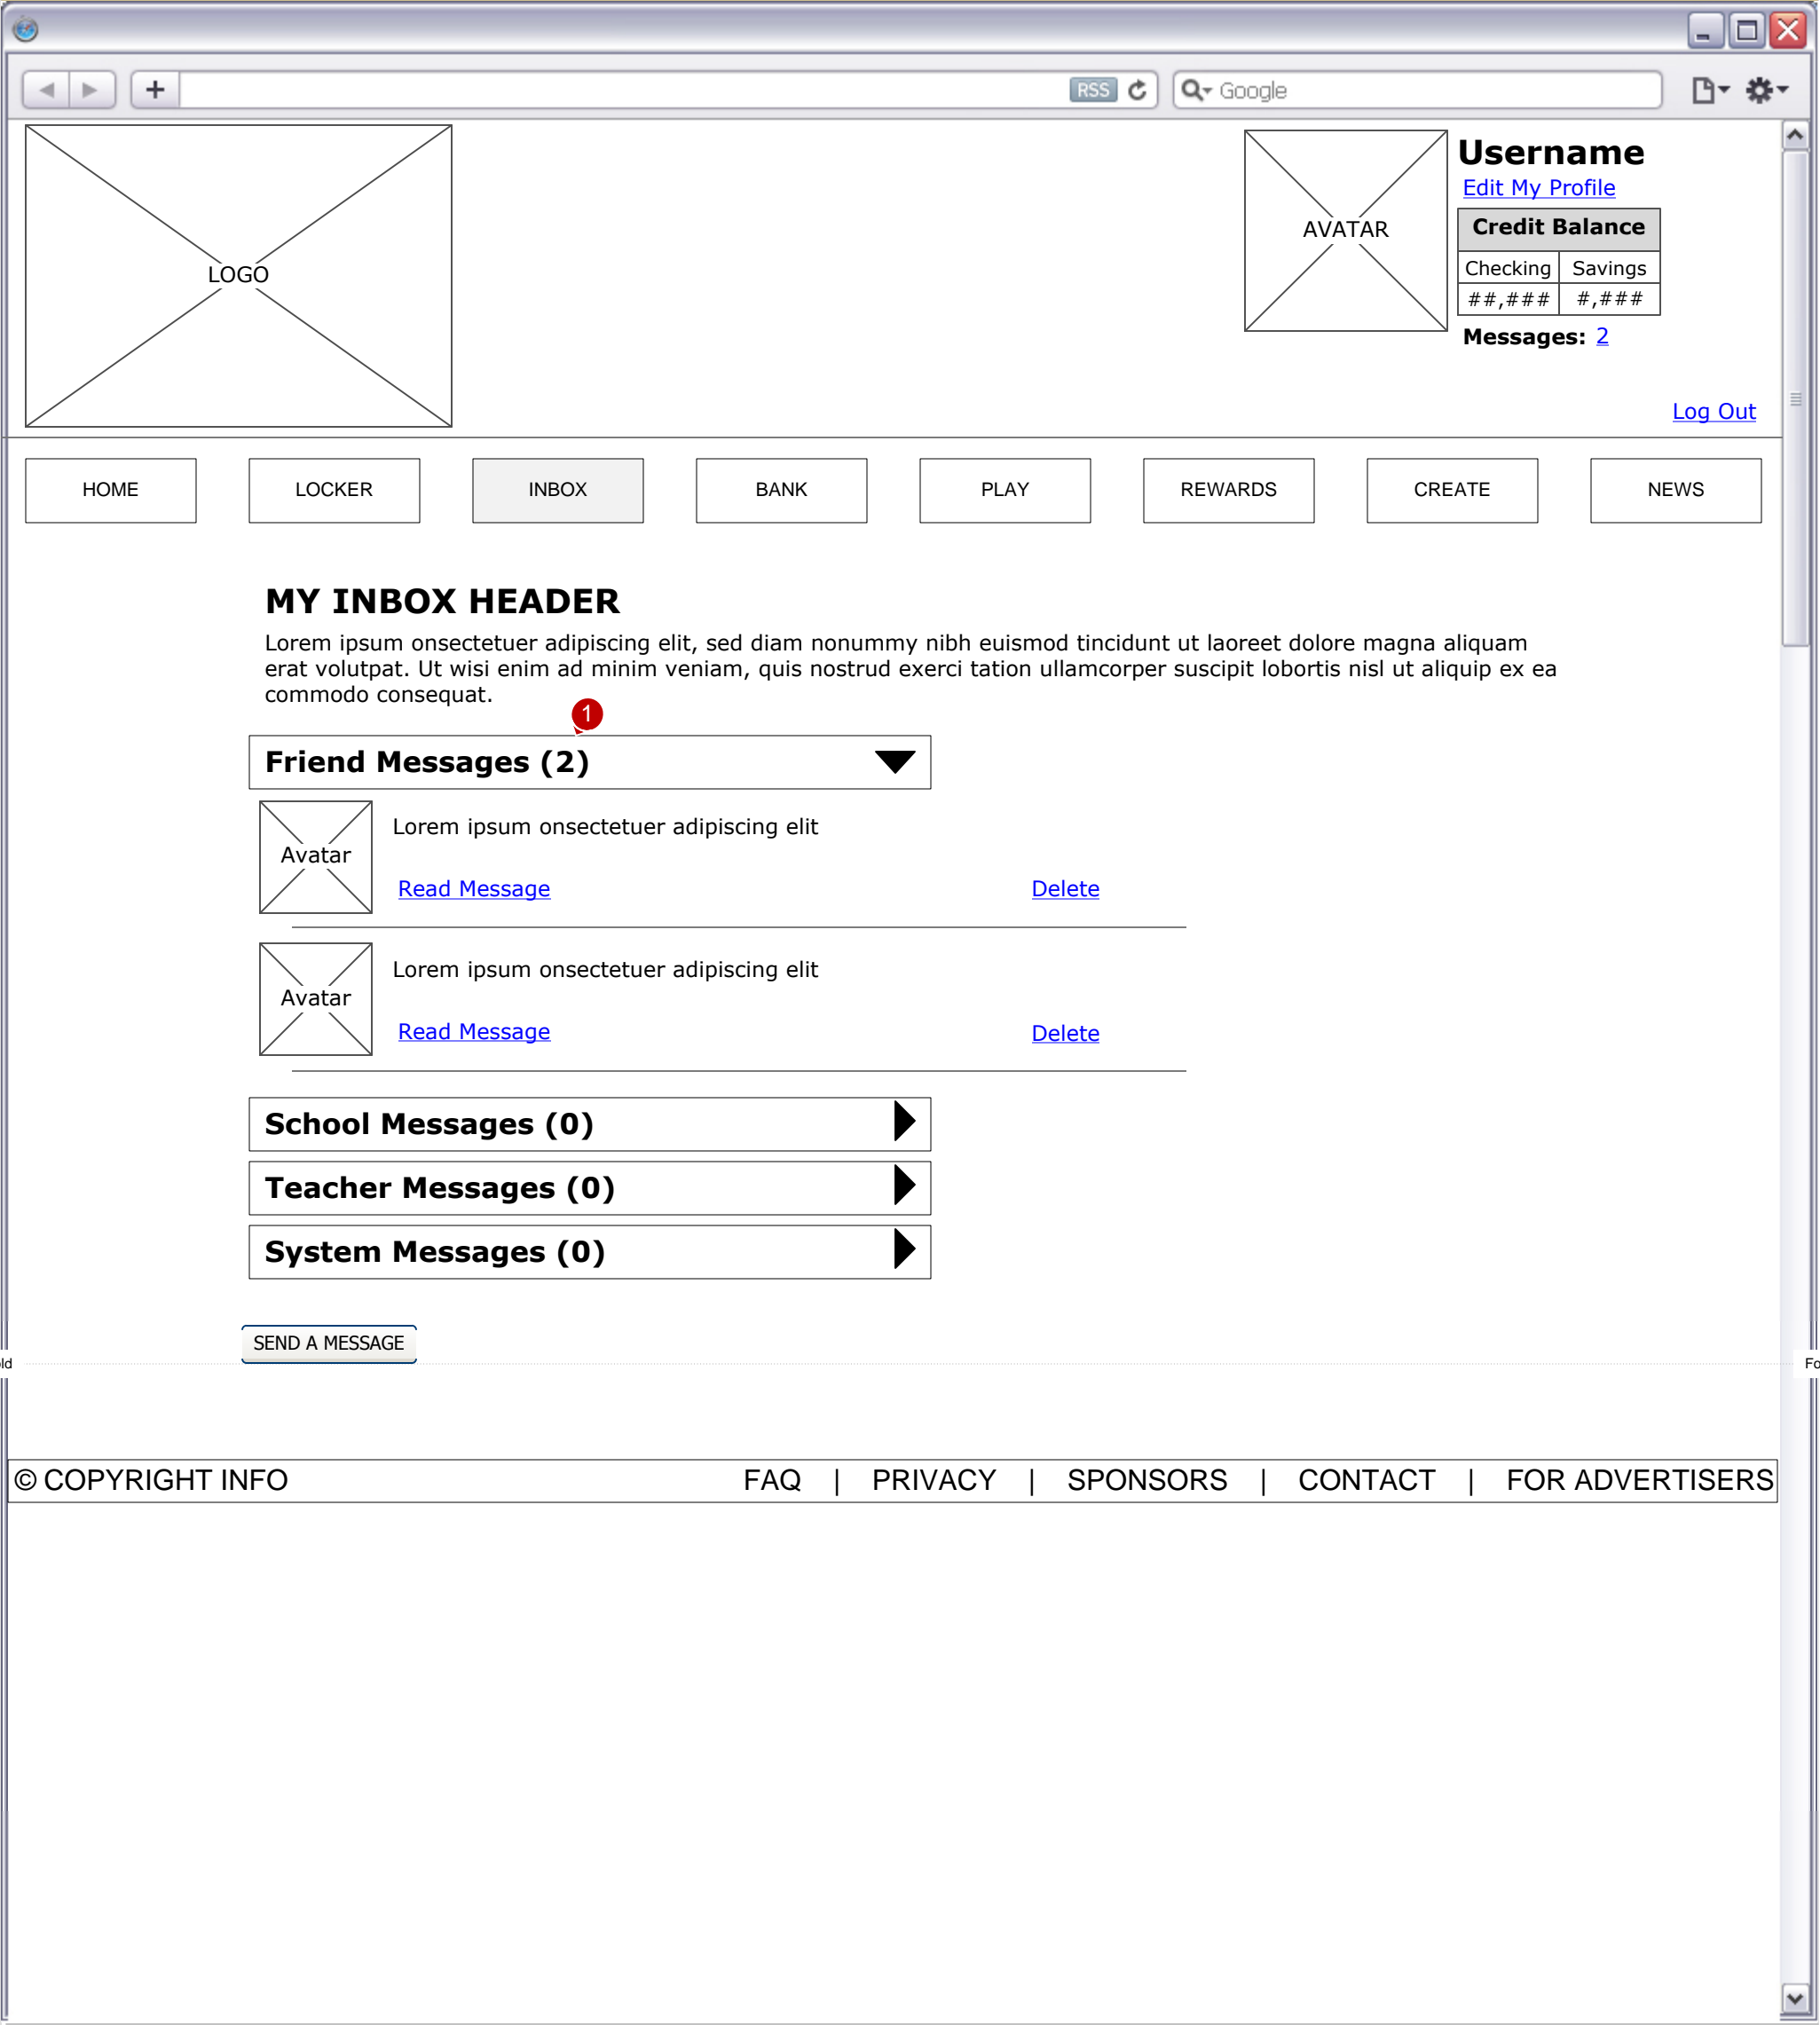 RSS
Google
LOGO
AVATAR
Username
Edit My Profile
Credit Balance
Checking Savings
##,### #,###
Messages: 2
Log Out
HOME LOCKER INBOX BANK PLAY REWARDS CREATE NEWS
MY INBOX HEADER
Lorem ipsum onsectetuer adipiscing elit, sed diam nonummy nibh euismod tincidunt ut laoreet dolore magna aliquam
erat volutpat. Ut wisi enim ad minim veniam, quis nostrud exerci tation ullamcorper suscipit lobortis nisl ut aliquip ex ea
commodo consequat.
1
Friend Messages (2)
Avatar
Lorem ipsum onsectetuer adipiscing elit
Read Message Delete
Avatar
Lorem ipsum onsectetuer adipiscing elit
Read Message Delete
School Messages (0)
Teacher Messages (0)
System Messages (0)
SEND A MESSAGE
© COPYRIGHT INFO FAQ | PRIVACY | SPONSORS | CONTACT | FOR ADVERTISERS